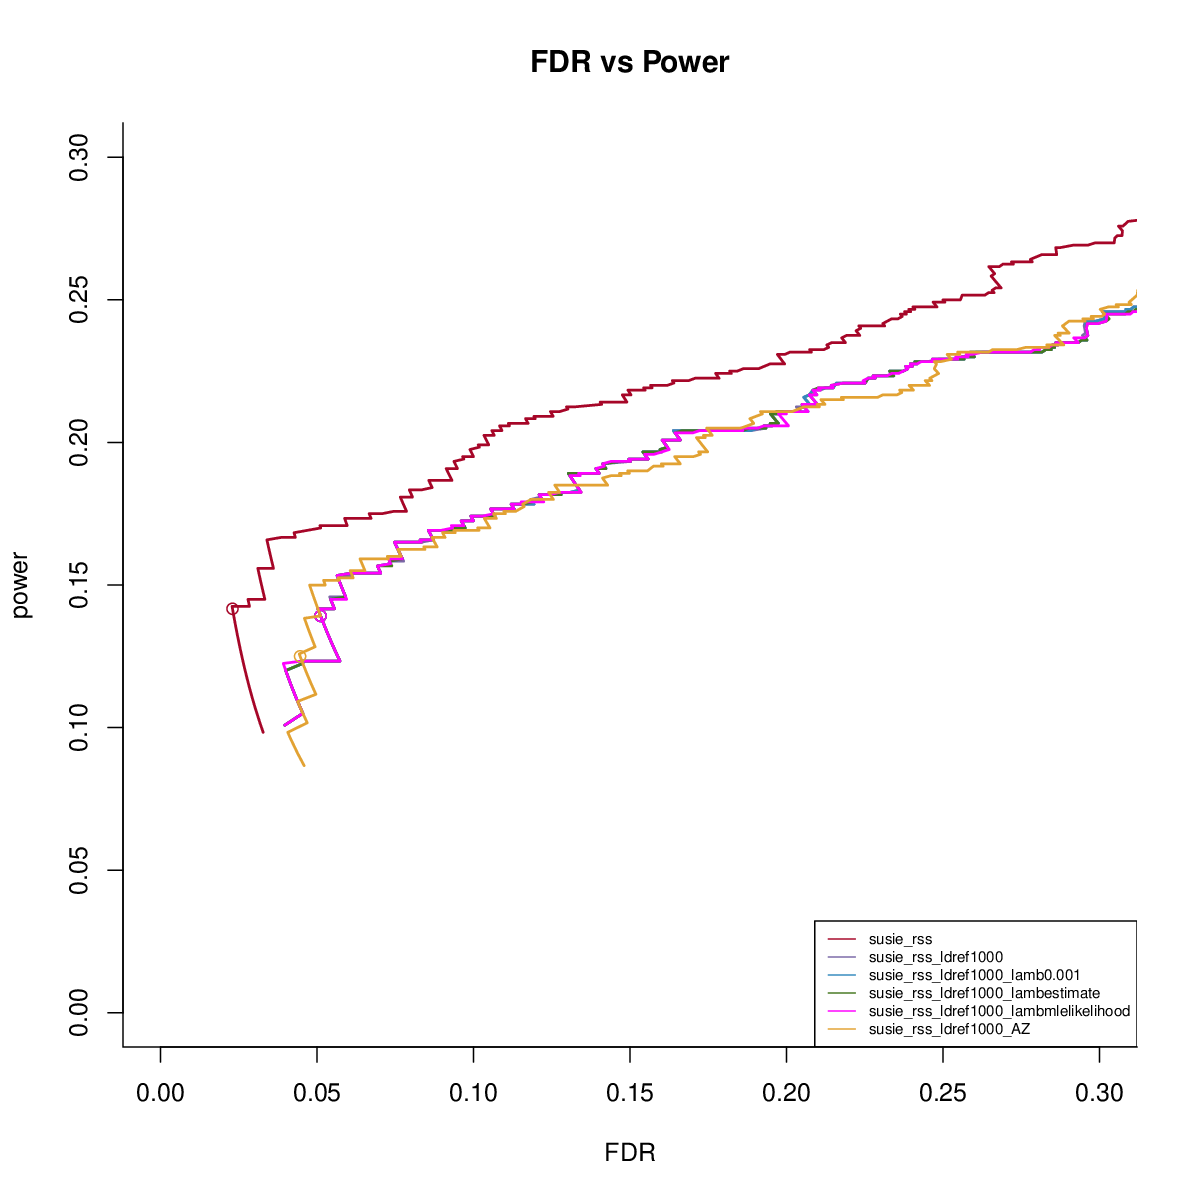 FDR vs Power
power
0.30
0.25
0.20
0.15
0.10
0.05
0.00
susie_rss
susie_rss_ldref1000
susie_rss_ldref1000_lamb0.001
susie_rss_ldref1000_lambestimate
susie_rss_ldref1000_lambmlelikelihood
susie_rss_ldref1000_AZ
0.00 0.05 0.10 0.15 0.20 0.25 0.30
FDR